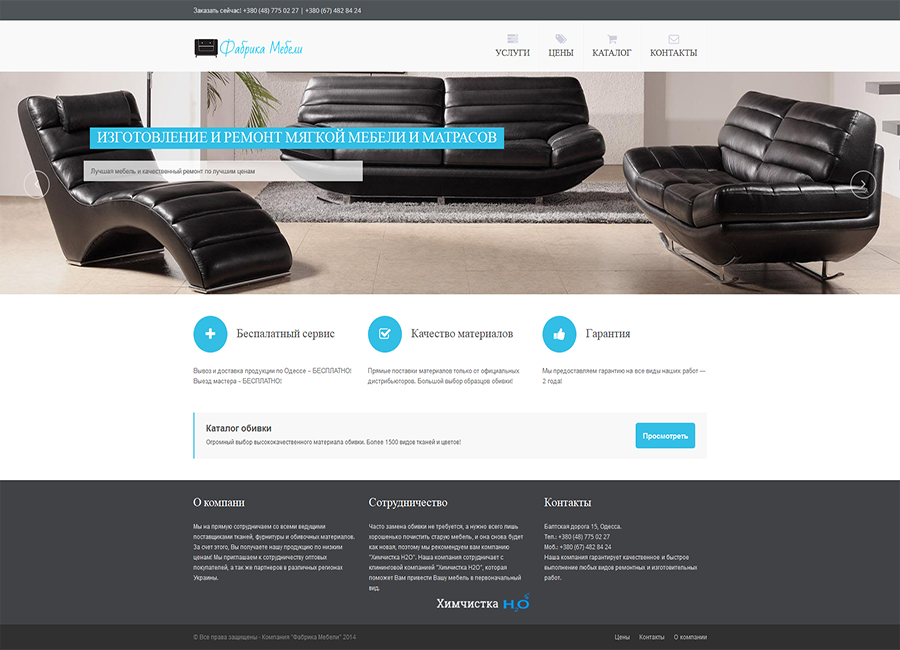 Заказать сейчас! +380 (48) 775 02 27 | +380 (67) 482 84 24
Фабрика Мебели
УСЛУГИ
ЦЕНЫ
КАТАЛОГ
КОНТАКТЫ
ИЗГОТОВЛЕНИЕ И РЕМОНТ МЯГКОЙ МЕБЕЛИ И МАТРАСОВ
Лучшая мебель и качественный ремонт по лучшим ценам
Беспалатный сервис
Вывоз и доставка продукции по Одессе – БЕСПЛАТНО!
Выезд мастера – БЕСПЛАТНО!
Качество материалов
Прямые поставки материалов только от официальных
дистрибьюторов. Большой выбор образцов обивки!
Гарантия
Мы предоставляем гарантию на все виды наших работ —
2 года!
Каталог обивки
Огромный выбор высококачественного материала обивки. Более 1500 видов тканей и цветов!
Просмотреть
О компани
Мы на прямую сотрудничаем со всеми ведущими
поставщиками тканей, фурнитуры и обивочных материалов.
За счет этого, Вы получаете нашу продукцию по низким
ценам! Мы приглашаем к сотрудничеству оптовых
покупателей, а так же партнеров в различных регионах
Украины.
Сотрудничество
Часто замена обивки не требуется, а нужно всего лишь
хорошенько почистить старую мебель, и она снова будет
как новая, поэтому мы рекомендуем вам компанию
"Химчистка H2O". Наша компания сотрудничает с
клининговой компанией "Химчистка H2O", которая
поможет Вам привести Вашу мебель в первоначальный
вид.
Химчистка H2O
Контакты
Балтская дорога 15, Одесса.
Тел.: +380 (48) 775 02 27
Моб.: +380 (67) 482 84 24
Наша компания гарантирует качественное и быстрое
выполнение любых видов ремонтных и изготовительных
работ.
© Все права защищены · Компания "Фабрика Мебели" 2014
Цены
Контакты
О компании